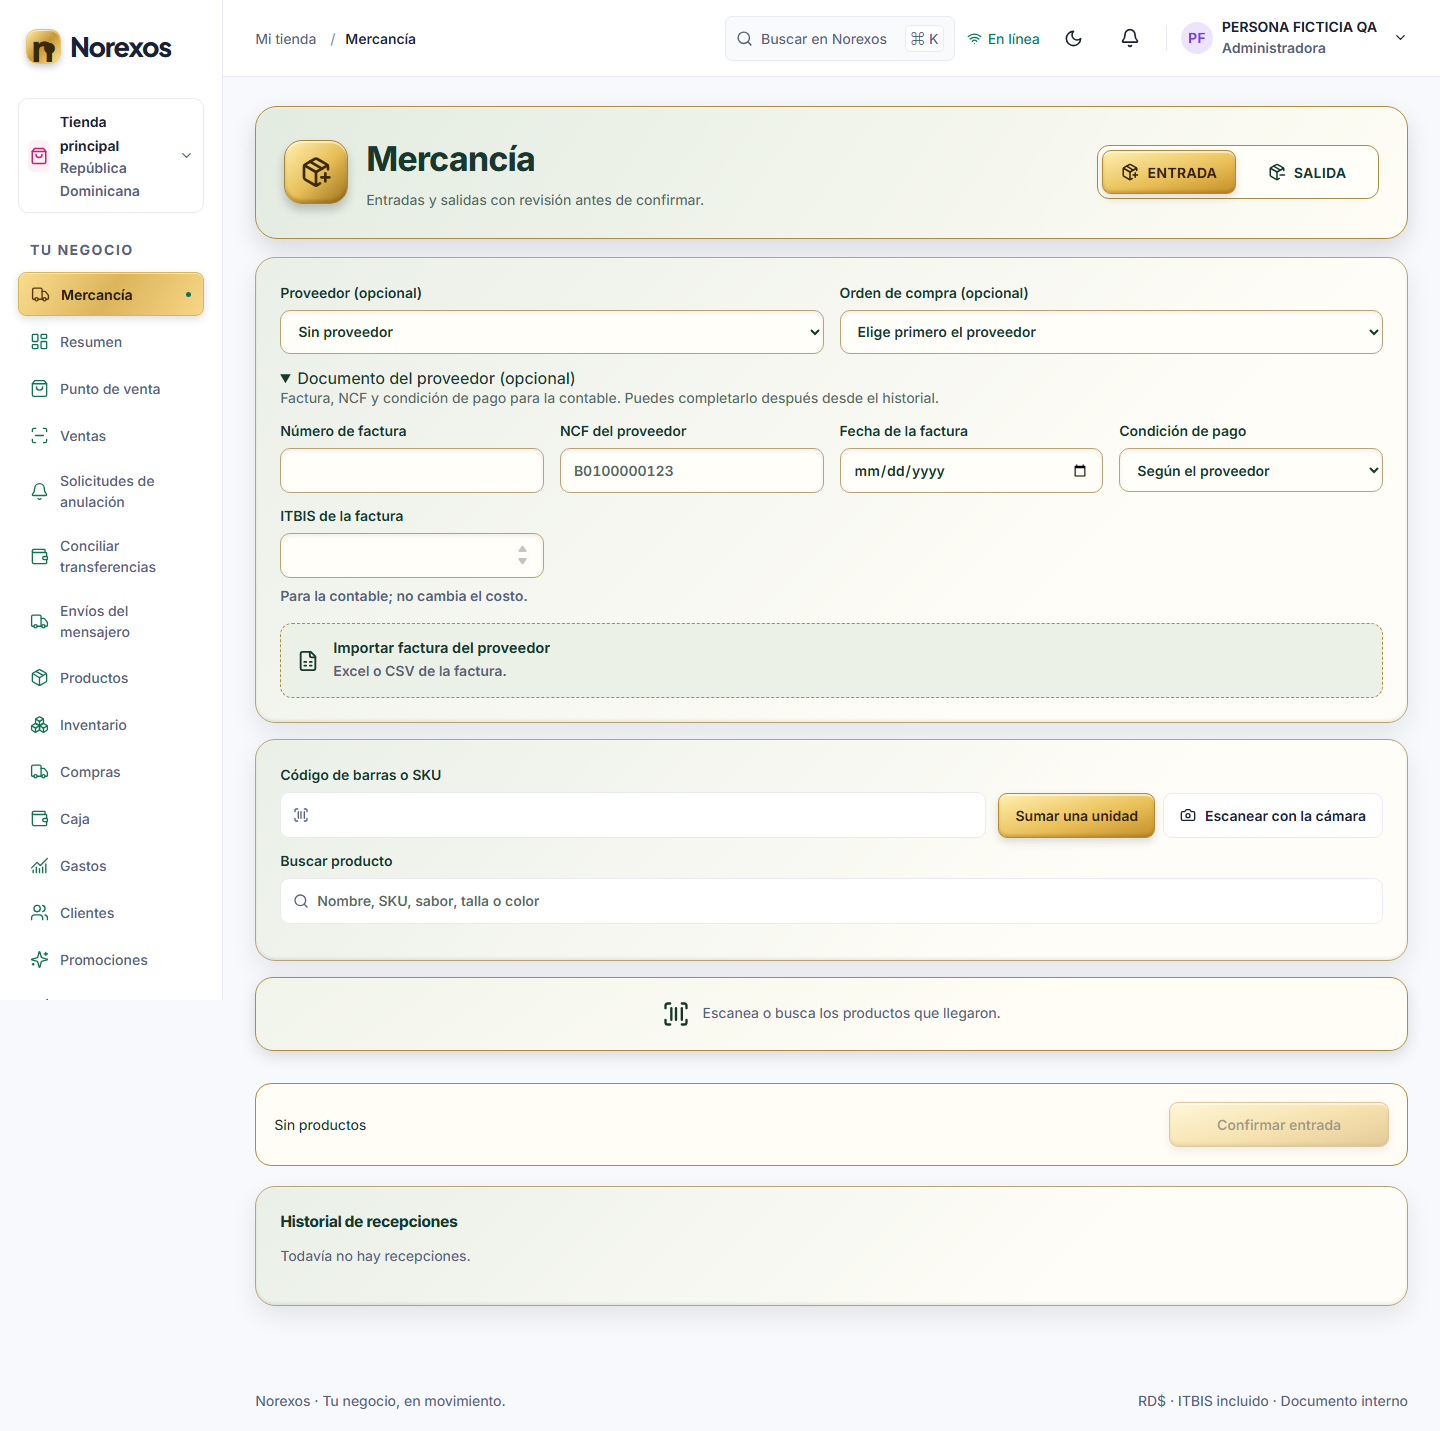 Norexos
Mi tienda / Mercancía
Buscar en Norexos
⌘ K
En línea
PF
PERSONA FICTICIA QA
Administradora
Tienda
principal
República
Dominicana
TU NEGOCIO
Mercancía
Resumen
Punto de venta
Ventas
Solicitudes de
anulación
Conciliar
transferencias
Envíos del
mensajero
Productos
Inventario
Compras
Caja
Gastos
Clientes
Promociones
Mercancía
Entradas y salidas con revisión antes de confirmar.
ENTRADA
SALIDA
Proveedor (opcional)
Orden de compra (opcional)
Sin proveedor
Elige primero el proveedor
Documento del proveedor (opcional)
Factura, NCF y condición de pago para la contable. Puedes completarlo después desde el historial.
Número de factura
NCF del proveedor
Fecha de la factura
Condición de pago
B0100000123
mm/dd/yyyy
Según el proveedor
ITBIS de la factura
Para la contable; no cambia el costo.
Importar factura del proveedor
Excel o CSV de la factura.
Código de barras o SKU
Sumar una unidad
Escanear con la cámara
Buscar producto
Nombre, SKU, sabor, talla o color
Escanea o busca los productos que llegaron.
Sin productos
Confirmar entrada
Historial de recepciones
Todavía no hay recepciones.
Norexos · Tu negocio, en movimiento.
RD$ · ITBIS incluido · Documento interno